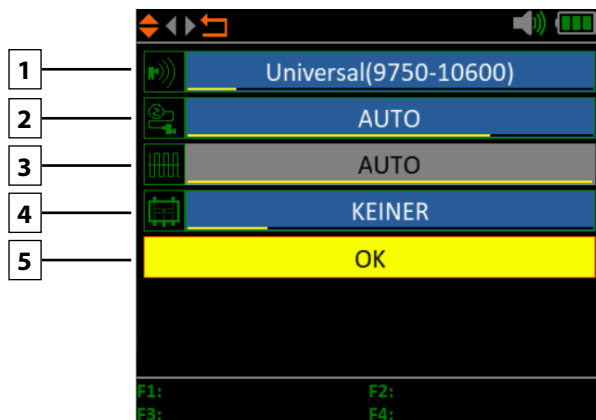 1 Universal(9750-10600)
2 AUTO
3 AUTO
4 KEINER
5 OK
F1: F2:
F3: F4: